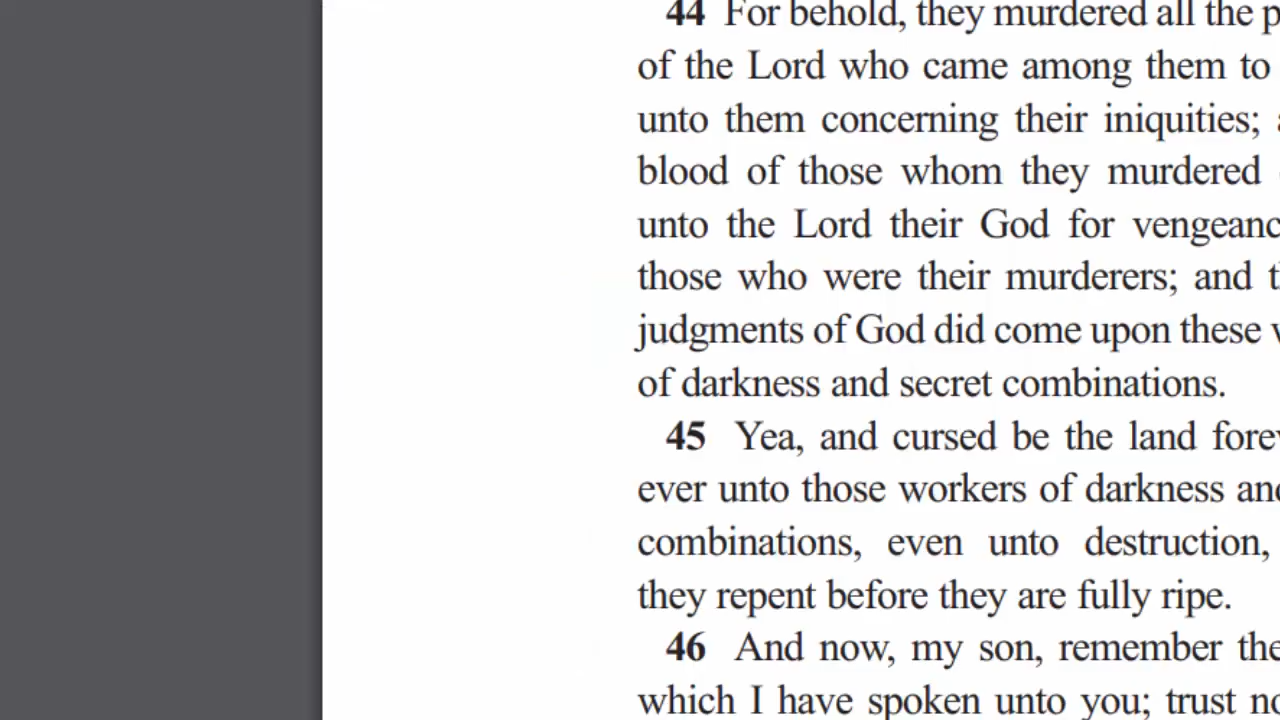 44 For behold, they murdered all the
of the Lord who came among them to
unto them concerning their iniquities;
blood of those whom they murdered
unto the Lord their God for
those who were their murderers; and
judgments of God did come upon these
of darkness and secret combinations.
45 Yea, and cursed be the land
ever unto those workers of darkness
combinations, even unto destruction,
they repent before they are fully ripe.
46 And now, my son, remember
which I have spoken unto you; trust